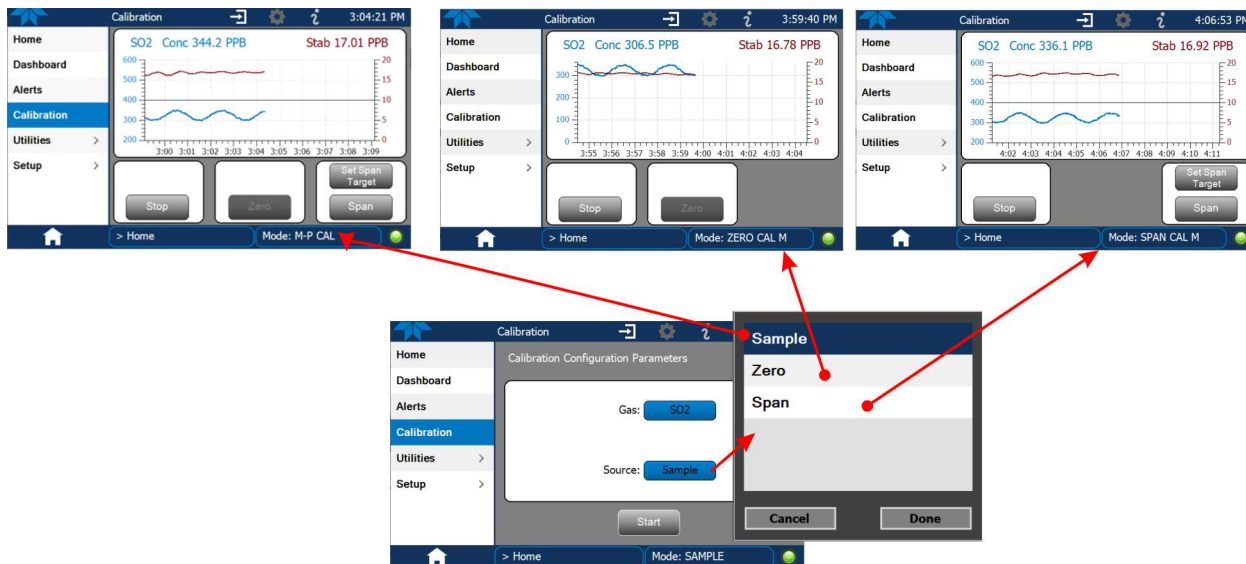 Calibration 3:04:21 PM
Home
Dashboard
Alerts
Calibration
Utilities >
Setup >
SO2 Conc 344.2 PPB Stab 17.01 PPB
600
500
400
300
200
20
15
10
5
0
3:00 3:01 3:02 3:03 3:04 3:05 3:06 3:07 3:08 3:09
Set Span
Target
Stop Zero Span
> Home Mode: M-P CAL
Calibration 3:59:40 PM
Home
Dashboard
Alerts
Calibration
Utilities >
Setup >
SO2 Conc 306.5 PPB Stab 16.78 PPB
300
200
100
0
20
15
10
5
0
3:55 3:56 3:57 3:58 3:59 4:00 4:01 4:02 4:03 4:04
Stop Zero
> Home Mode: ZERO CAL M
Calibration 4:06:53 PM
Home
Dashboard
Alerts
Calibration
Utilities >
Setup >
SO2 Conc 336.1 PPB Stab 16.92 PPB
600
500
400
300
200
20
15
10
5
0
4:02 4:03 4:04 4:05 4:06 4:07 4:08 4:09 4:10 4:11
Set Span
Target
Stop Span
> Home Mode: SPAN CAL M
Calibration
Home
Dashboard
Alerts
Calibration
Utilities >
Setup >
Calibration Configuration Parameters
Gas: SO2
Source: Sample
Start
> Home Mode: SAMPLE
Sample
Zero
Span
Cancel Done